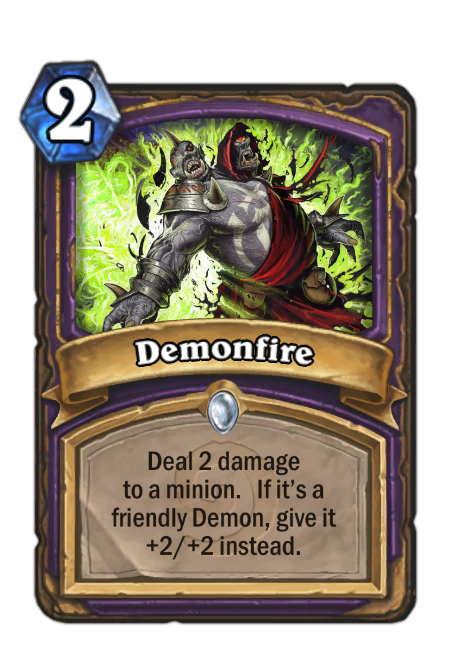 2
Demonfire
Deal 2 damage
to a minion. If it's a
friendly Demon, give it
+2/+2 instead.